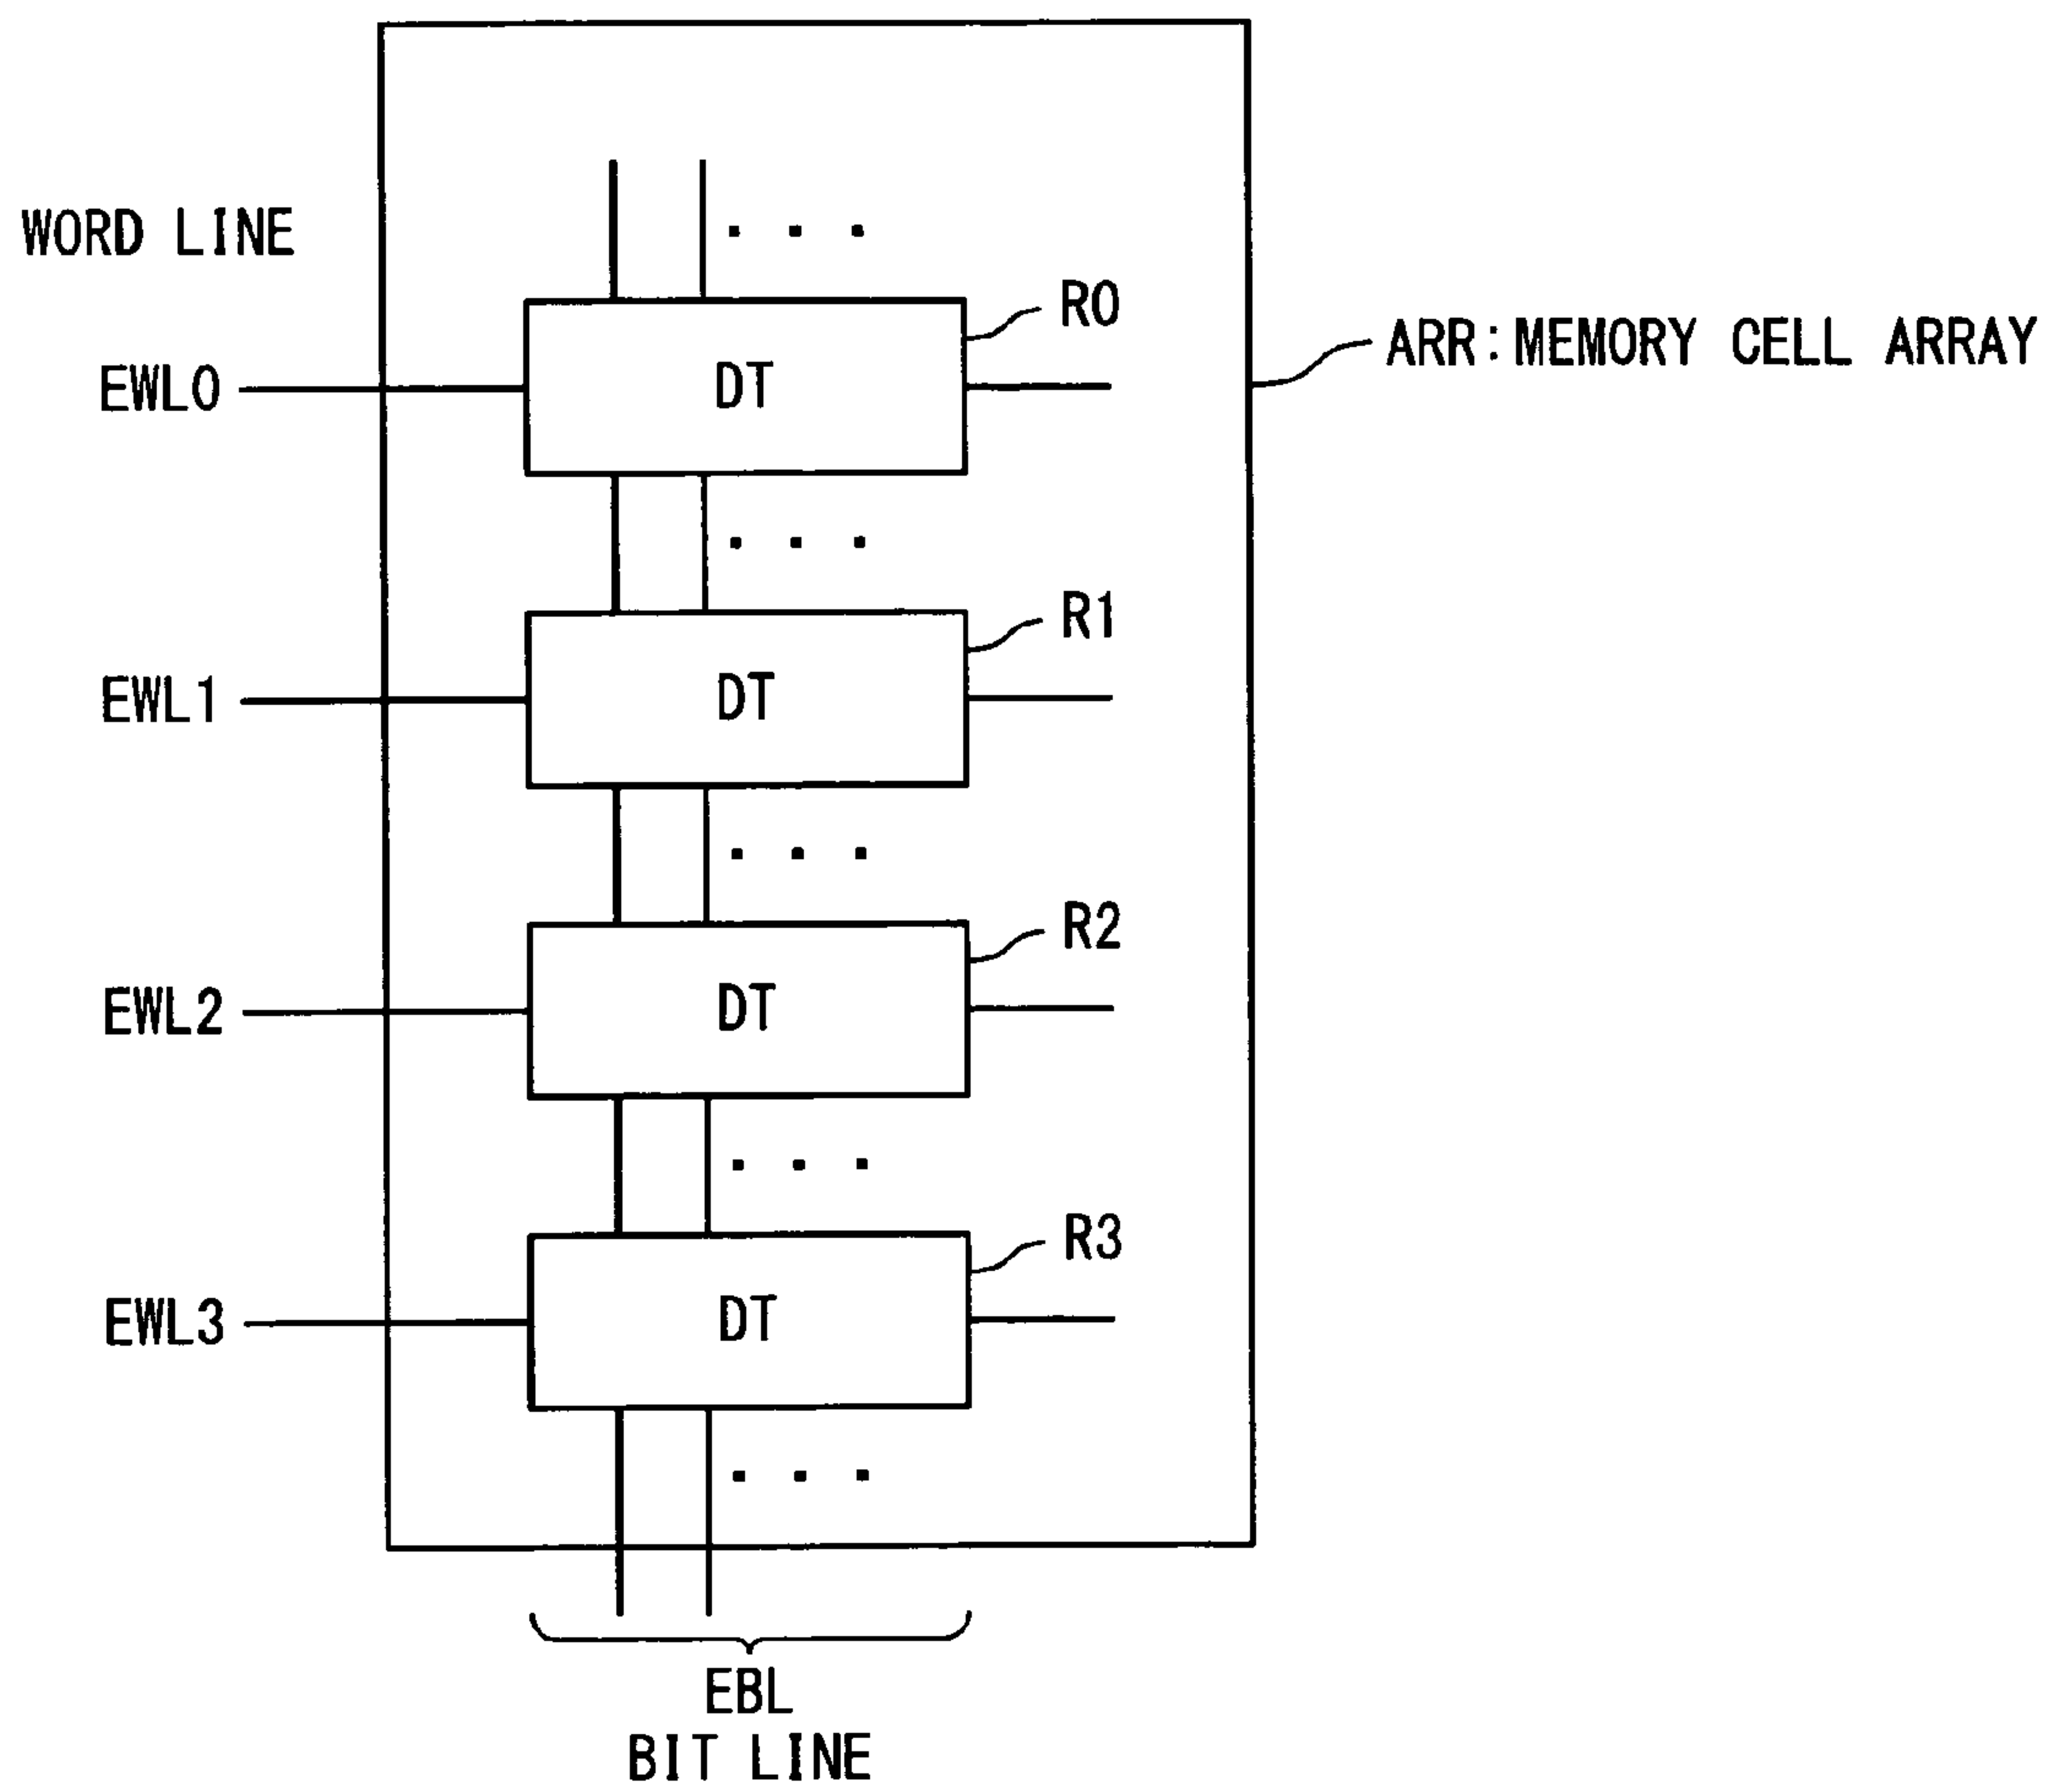 WORD LINE
R0
ARR:MEMORY CELL ARRAY
EWL0
DT
R1
EWL1
DT
R2
EWL2
DT
R3
EWL3
DT
EBL
BIT LINE